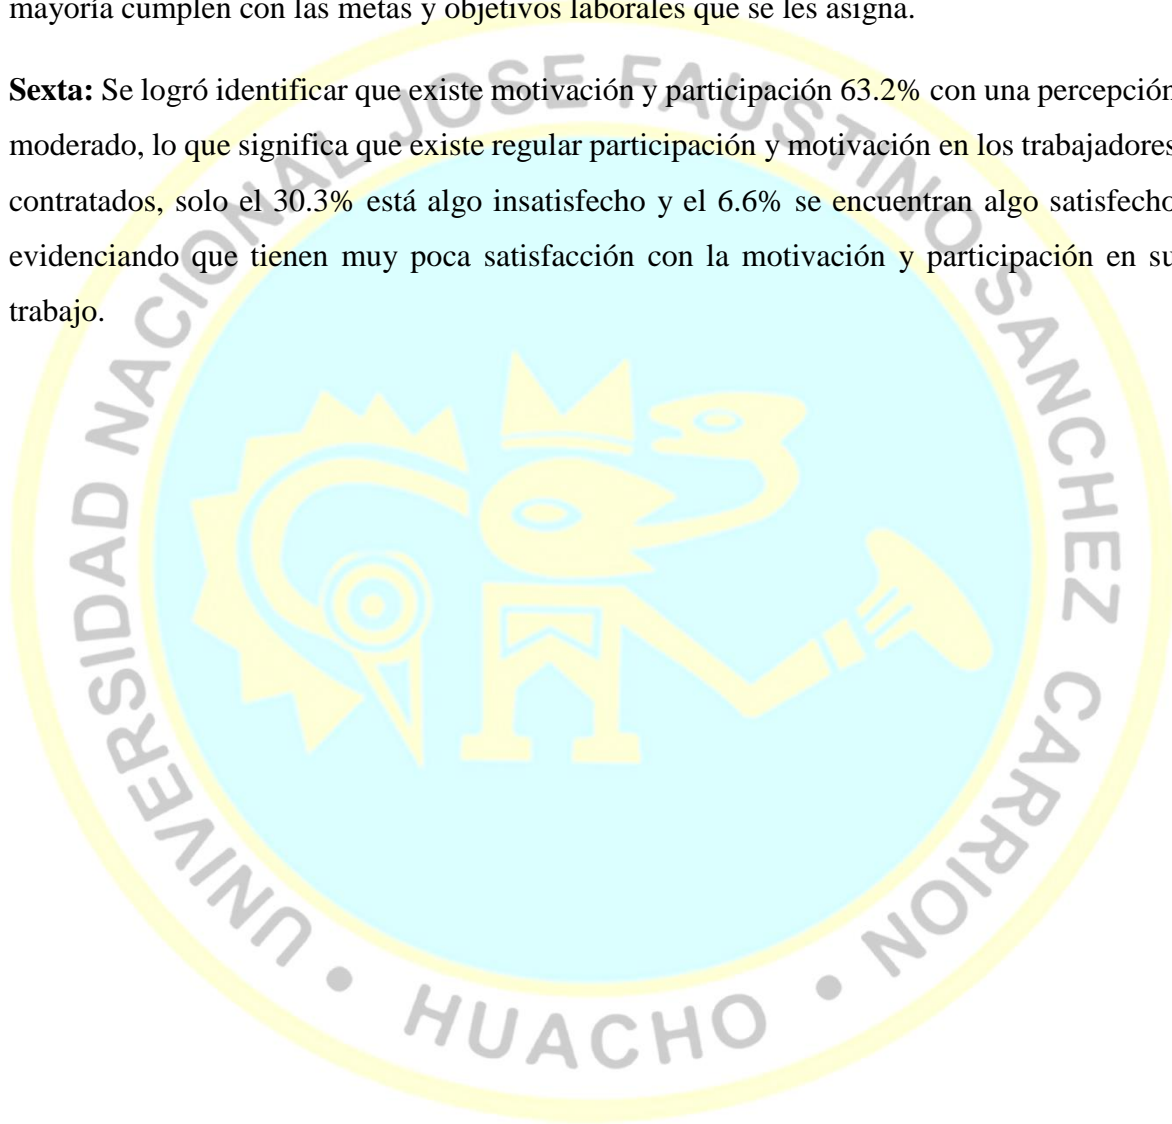 mayoría cumplen con las metas y objetivos laborales que se les asigna.
Sexta: Se logró identificar que existe motivación y participación 63.2% con una percepción
moderado, lo que significa que existe regular participación y motivación en los trabajadores
contratados, solo el 30.3% está algo insatisfecho y el 6.6% se encuentran algo satisfecho
evidenciando que tienen muy poca satisfacción con la motivación y participación en su
trabajo.
UNIVERSIDAD NACIONAL JOSE FAUSTINO SANCHEZ CARRION
• HUACHO •